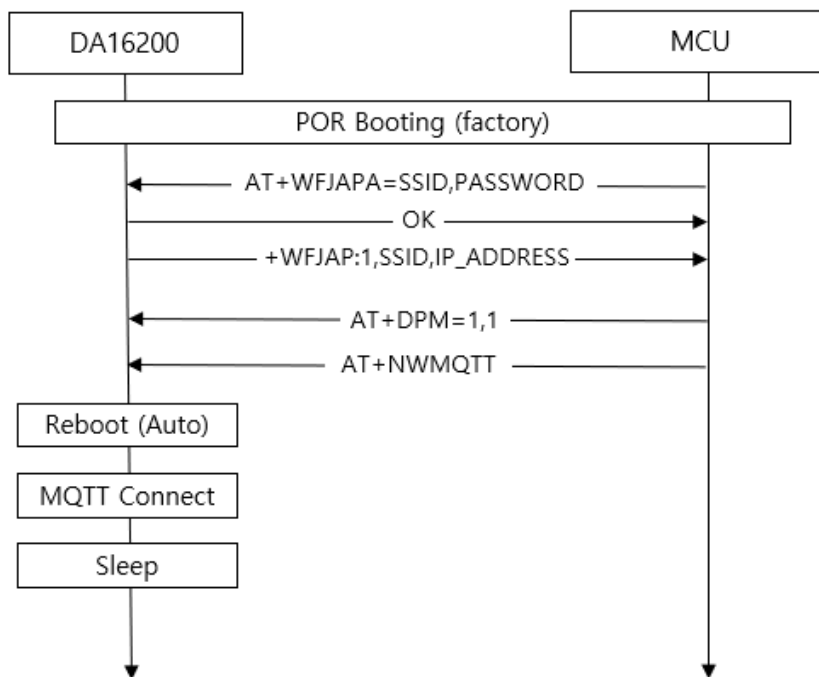 DA16200
MCU
POR Booting (factory)
AT+WFJAPA=SSID,PASSWORD
OK
+WFJAP:1,SSID,IP_ADDRESS
AT+DPM=1,1
AT+NWMQTT
Reboot (Auto)
MQTT Connect
Sleep